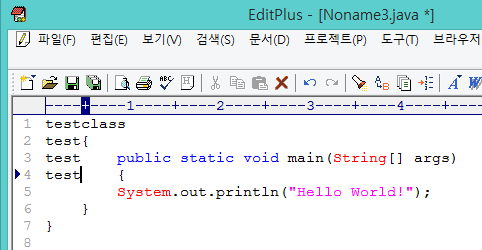 EditPlus - [Noname3.java *]
파일(F) 편집(E) 보기(V) 검색(S) 문서(D) 프로젝트(P) 도구(T) 브라우저
----+----1----+----2----+----3----+----4----+--
1 testclass
2 test{
3 test public static void main(String[] args)
4 test {
5 System.out.println("Hello World!");
6 }
7 }
8